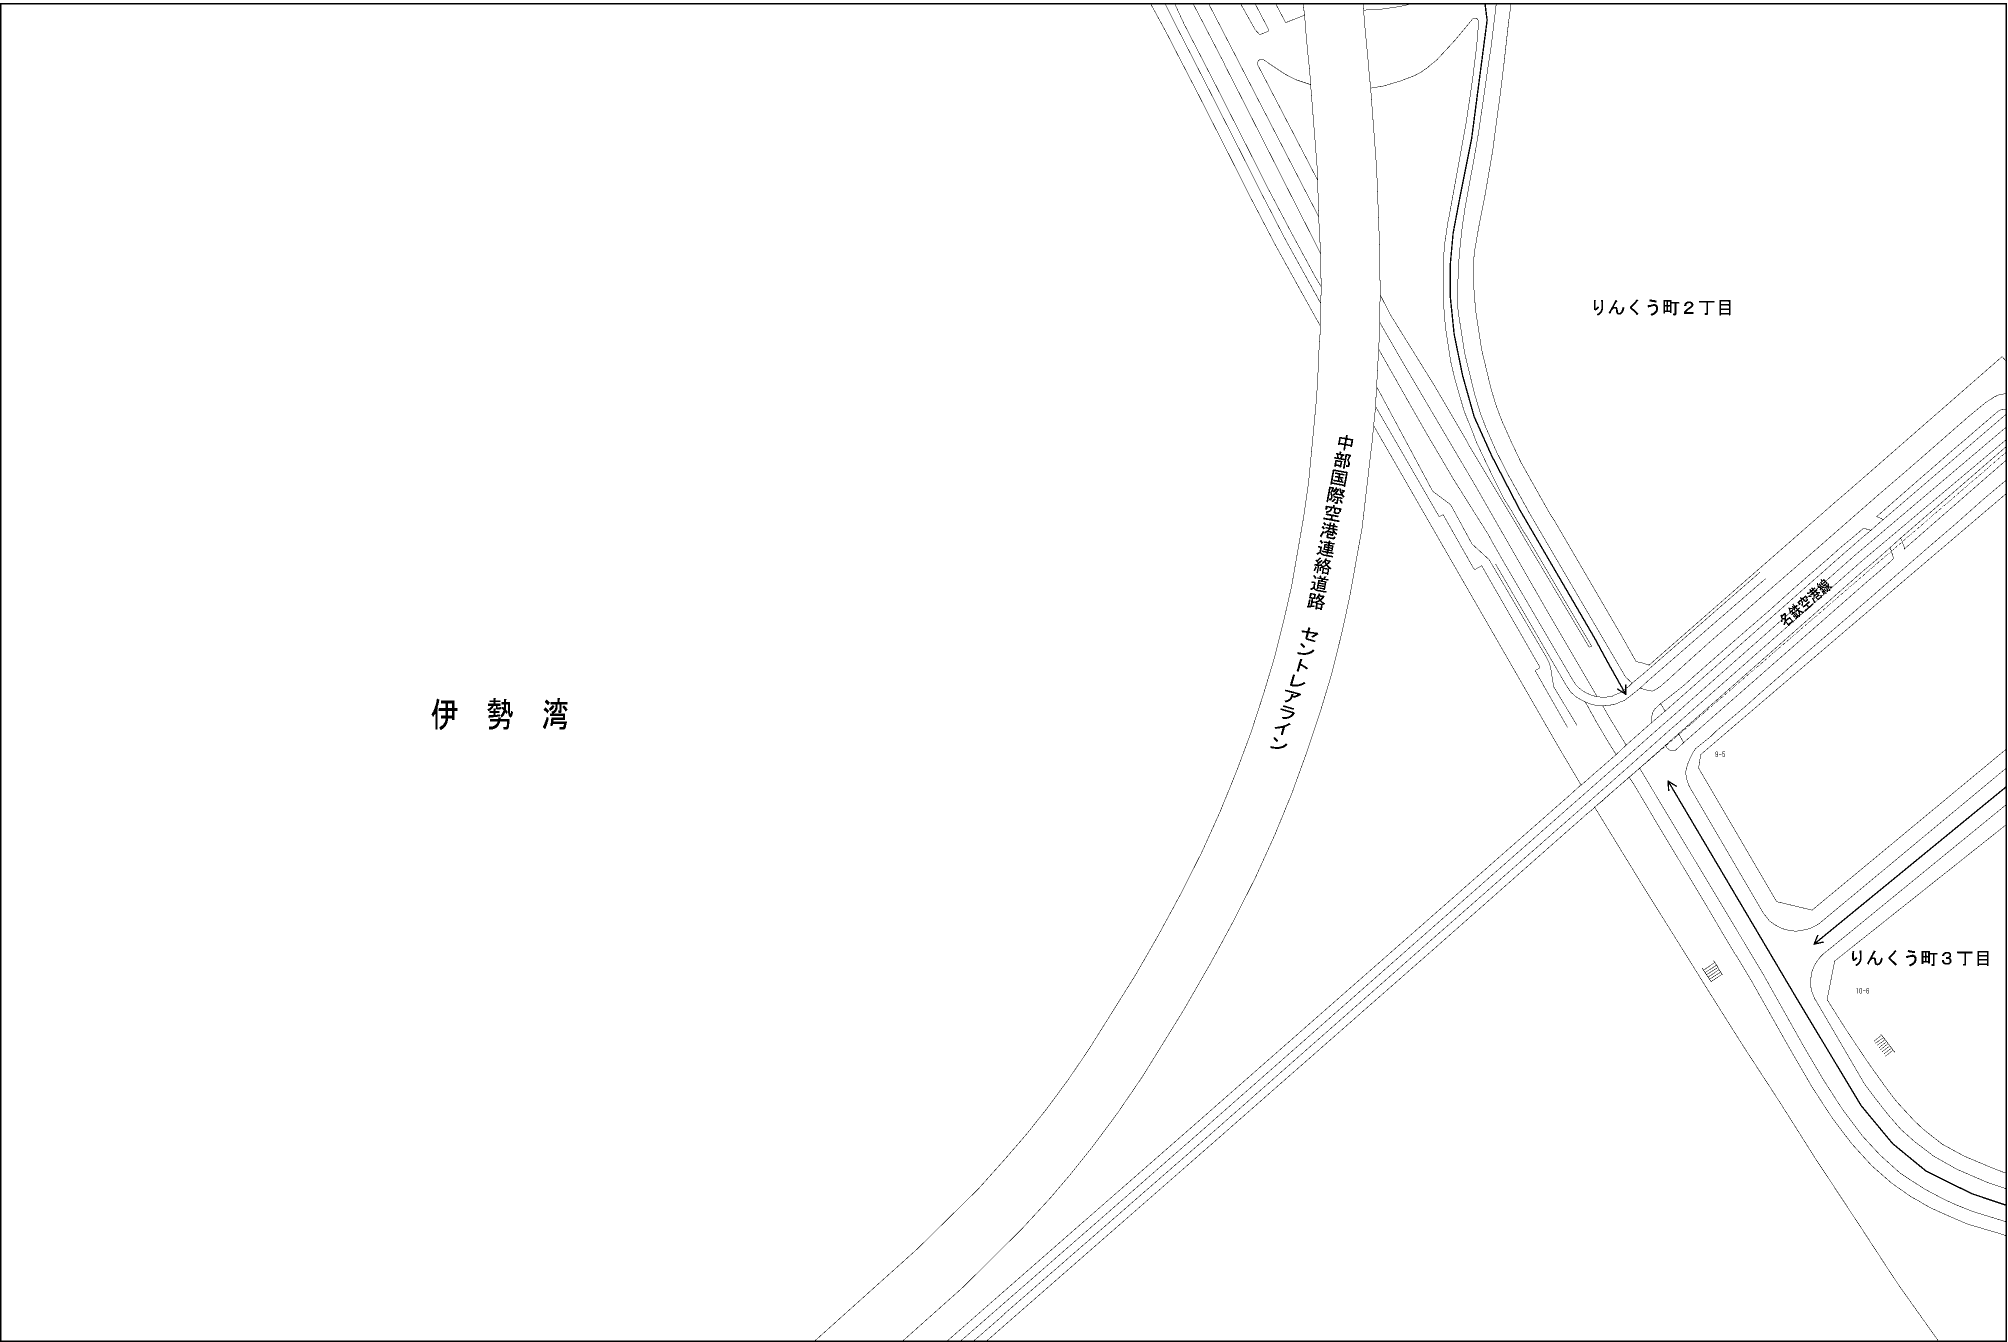 りんくう町２丁目
中部国際空港連絡道路　セントレアライン
名鉄空港線
伊　勢　湾
9-5
りんくう町３丁目
10-6